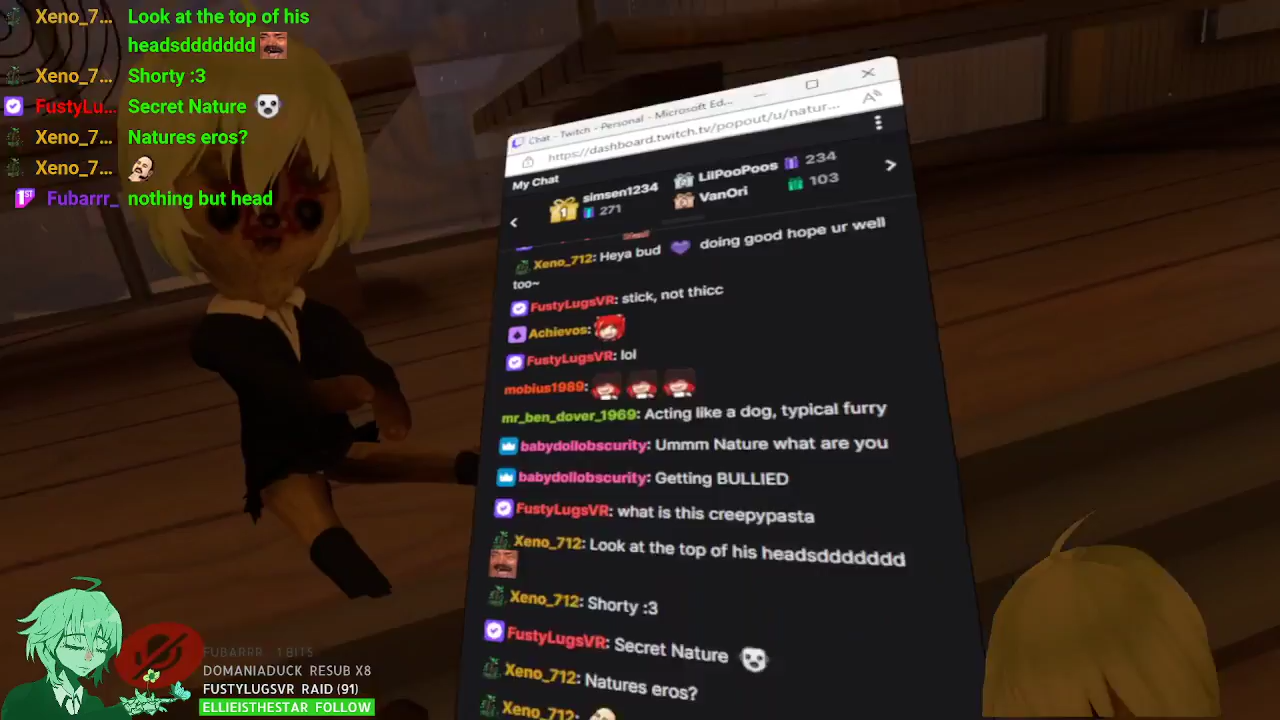 Xeno_7... Look at the top of his
headsddddddd
Xeno_7... Shorty :3
FustyLu... Secret Nature
Xeno_7... Natures eros?
Xeno_7...
1ST Fubarrr_ nothing but head
Chat - Twitch - Personal - Microsoft Ed...
https://dashboard.twitch.tv/popout/u/natur...
My Chat
1 simsen1234 271
2 LilPooPoos 234
3 VanOri 103
Xeno_712: Heya bud doing good hope ur well
too~
FustyLugsVR: stick, not thicc
Achievos:
FustyLugsVR: lol
mobius1989:
mr_ben_dover_1969: Acting like a dog, typical furry
babydollobscurity: Ummm Nature what are you
babydollobscurity: Getting BULLIED
FustyLugsVR: what is this creepypasta
Xeno_712: Look at the top of his headsddddddd
Xeno_712: Shorty :3
FustyLugsVR: Secret Nature
Xeno_712: Natures eros?
Xeno_712:
FUBARRR_ 1 BITS
DOMANIADUCK RESUB X8
FUSTYLUGSVR RAID (91)
ELLIEISTHESTAR FOLLOW